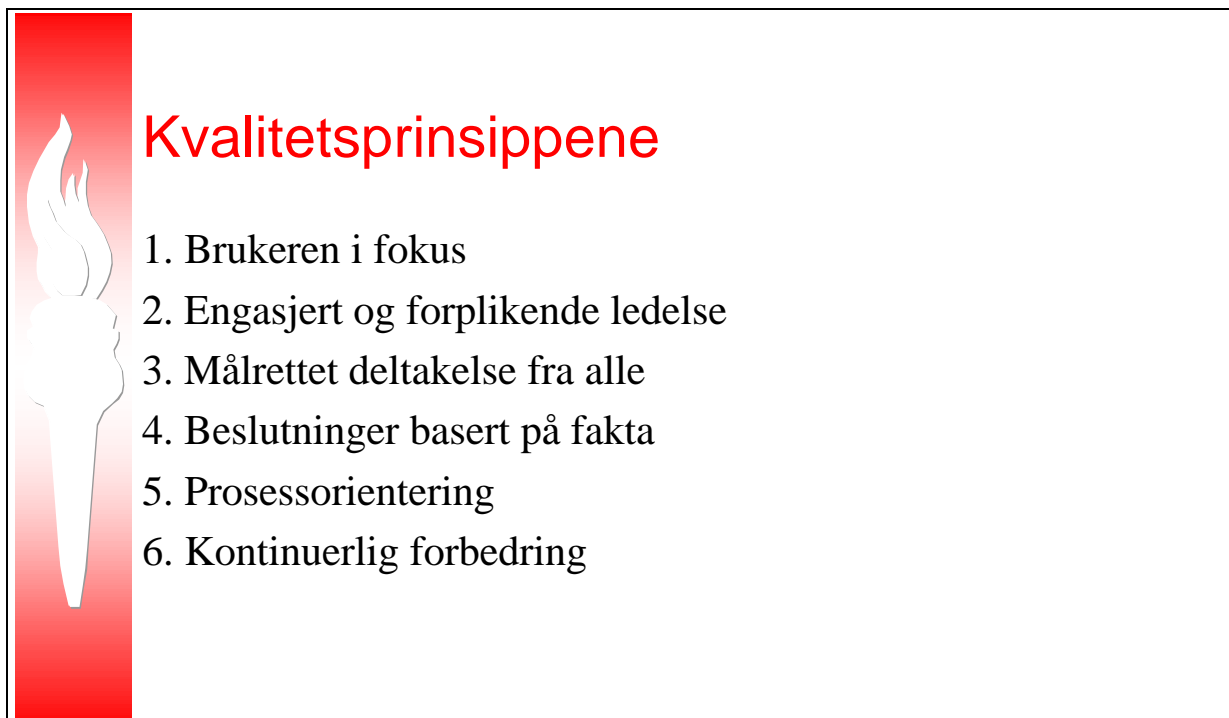 Kvalitetsprinsippene
1. Brukeren i fokus
2. Engasjert og forplikende ledelse
3. Målrettet deltakelse fra alle
4. Beslutninger basert på fakta
5. Prosessorientering
6. Kontinuerlig forbedring